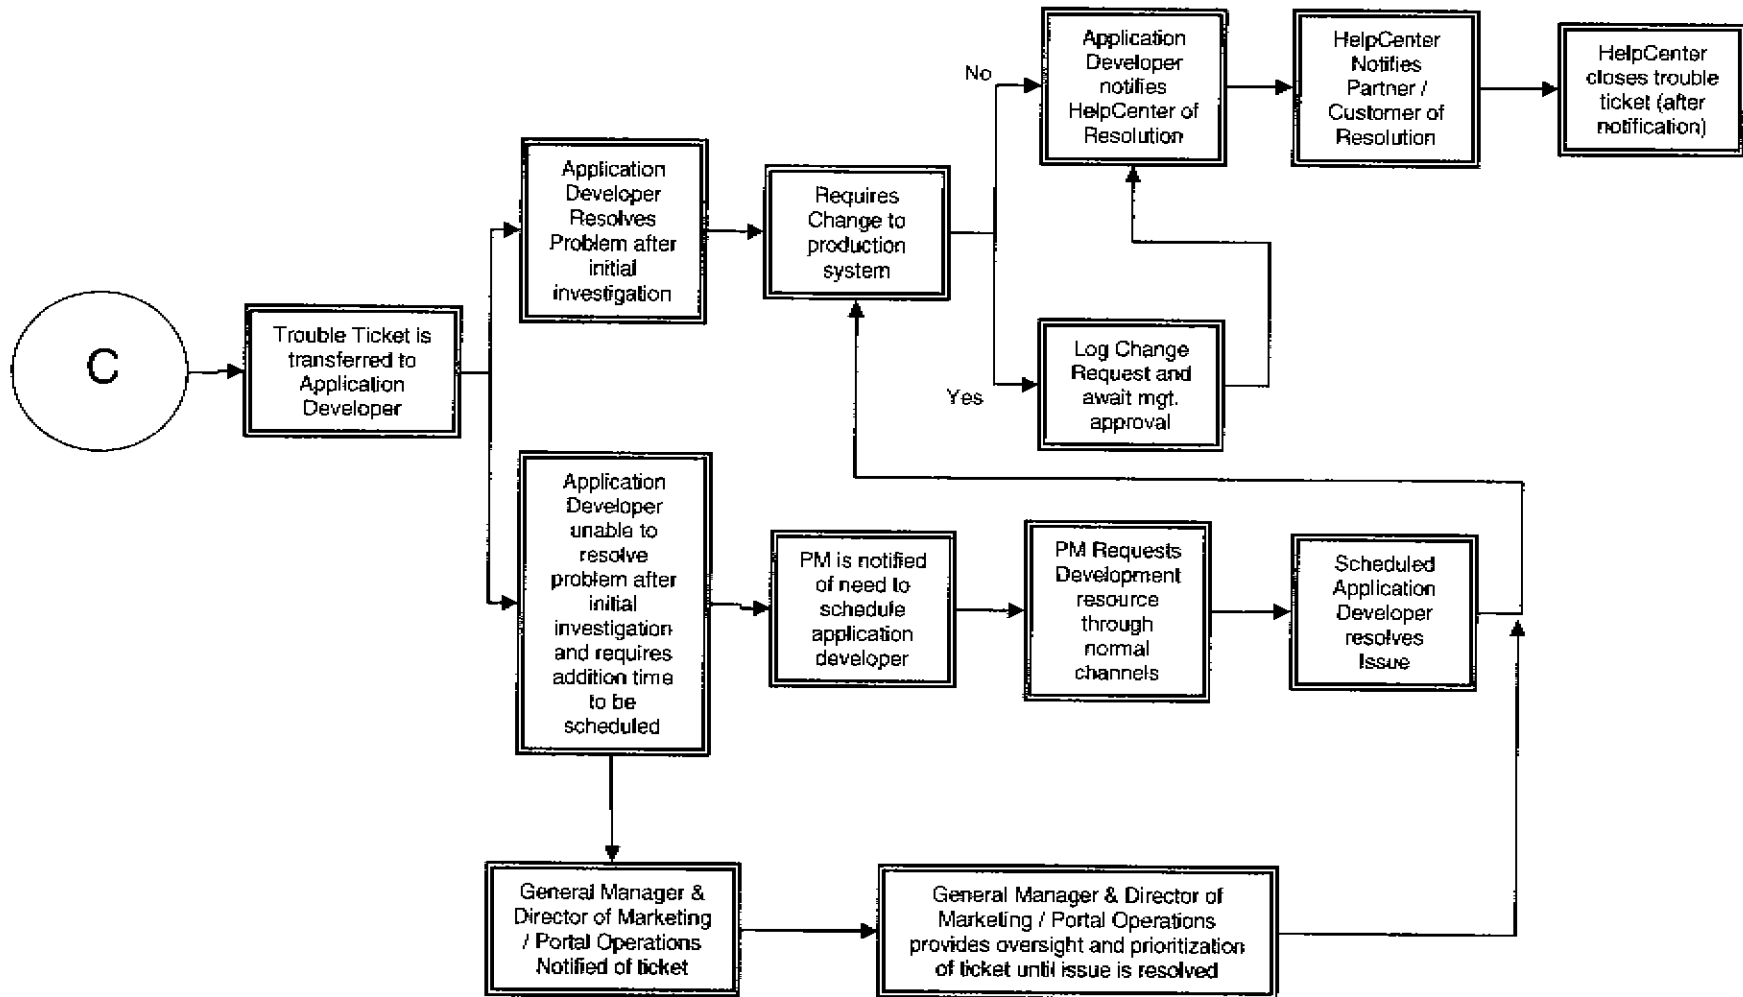 C
Trouble Ticket is
transferred to
Application
Developer
Application
Developer
Resolves
Problem after
initial
investigation
Requires
Change to
production
system
No
Yes
Application
Developer
notifies
HelpCenter of
Resolution
HelpCenter
Notifies
Partner /
Customer of
Resolution
HelpCenter
closes trouble
ticket (after
notification)
Log Change
Request and
await mgt.
approval
Application
Developer
unable to
resolve
problem after
initial
investigation
and requires
addition time
to be
scheduled
PM is notified
of need to
schedule
application
developer
PM Requests
Development
resource
through
normal
channels
Scheduled
Application
Developer
resolves
Issue
General Manager &
Director of Marketing
/ Portal Operations
Notified of ticket
General Manager & Director of
Marketing / Portal Operations
provides oversight and prioritization
of ticket until issue is resolved